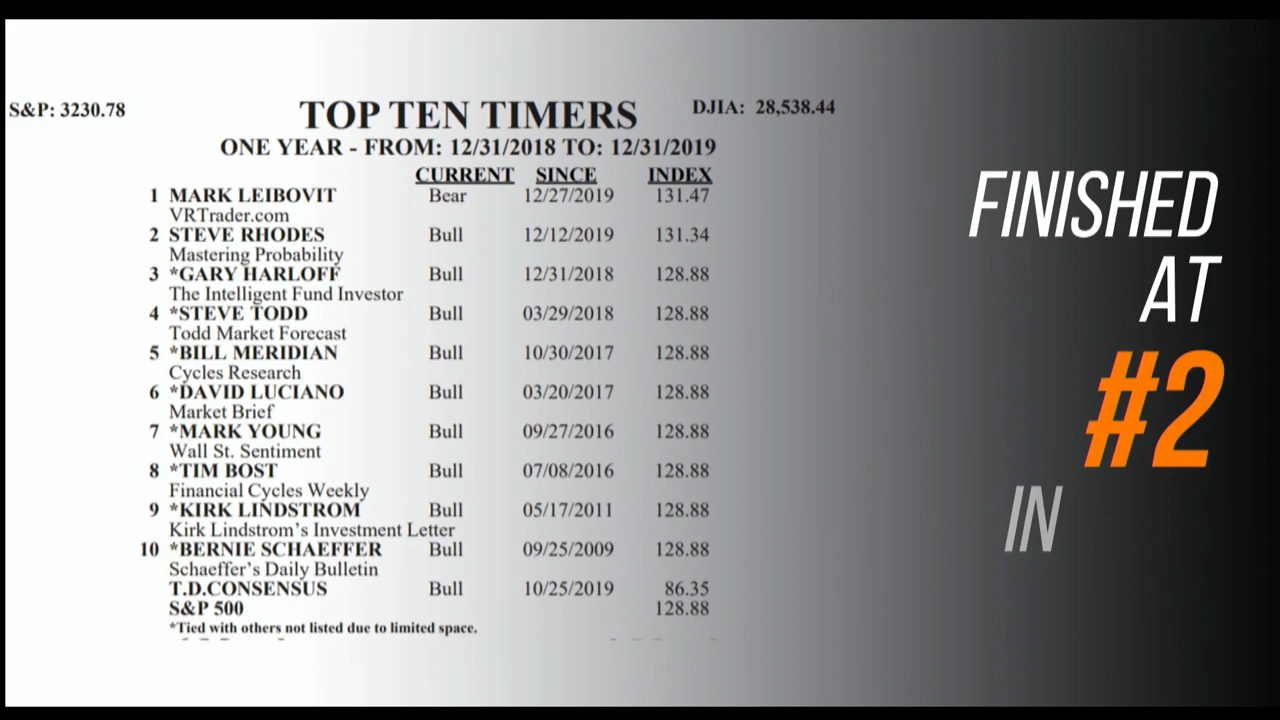 S&P: 3230.78
TOP TEN TIMERS
DJIA: 28,538.44
ONE YEAR - FROM: 12/31/2018 TO: 12/31/2019
CURRENT SINCE INDEX
1 MARK LEIBOVIT Bear 12/27/2019 131.47
VRTrader.com
2 STEVE RHODES Bull 12/12/2019 131.34
Mastering Probability
3 *GARY HARLOFF Bull 12/31/2018 128.88
The Intelligent Fund Investor
4 *STEVE TODD Bull 03/29/2018 128.88
Todd Market Forecast
5 *BILL MERIDIAN Bull 10/30/2017 128.88
Cycles Research
6 *DAVID LUCIANO Bull 03/20/2017 128.88
Market Brief
7 *MARK YOUNG Bull 09/27/2016 128.88
Wall St. Sentiment
8 *TIM BOST Bull 07/08/2016 128.88
Financial Cycles Weekly
9 *KIRK LINDSTROM Bull 05/17/2011 128.88
Kirk Lindstrom's Investment Letter
10 *BERNIE SCHAEFFER Bull 09/25/2009 128.88
Schaeffer's Daily Bulletin
T.D.CONSENSUS Bull 10/25/2019 86.35
S&P 500 128.88
*Tied with others not listed due to limited space.
FINISHED
AT
#2
IN